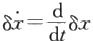 δẋ = d/dt δx